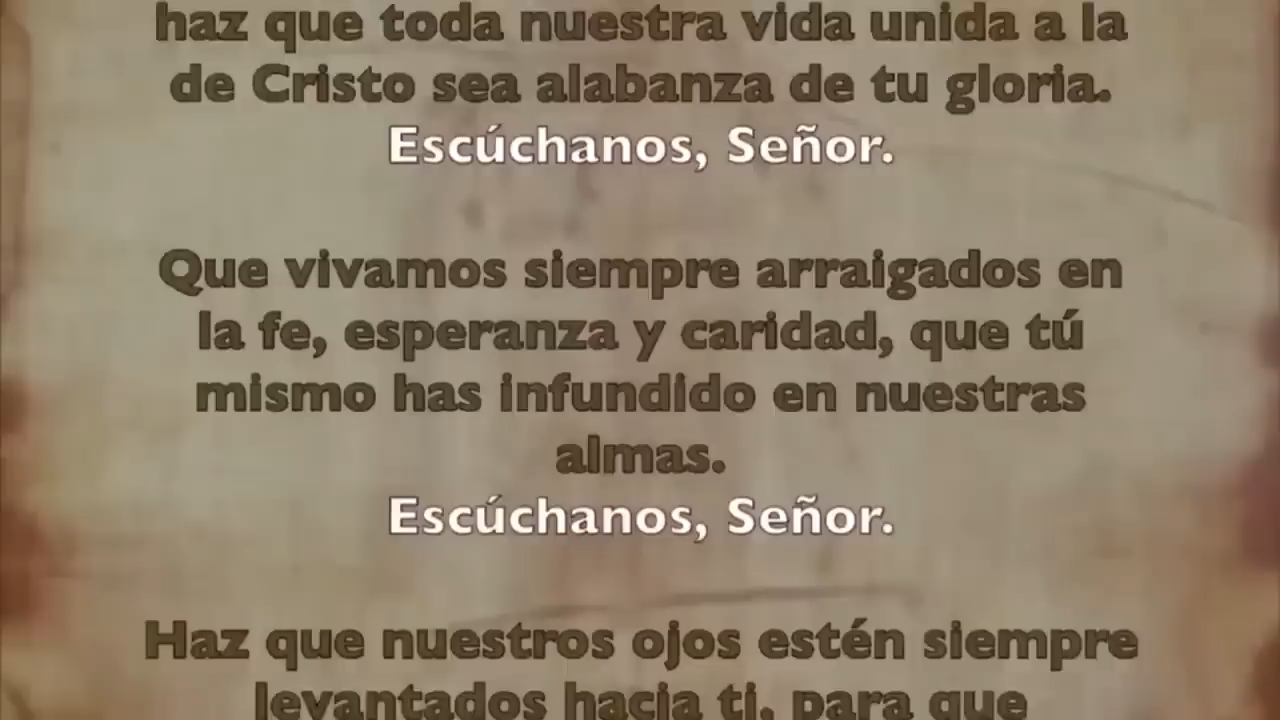 haz que toda nuestra vida unida a la
de Cristo sea alabanza de tu gloria.
Escúchanos, Señor.
Que vivamos siempre arraigados en
la fe, esperanza y caridad, que tú
mismo has infundido en nuestras
almas.
Escúchanos, Señor.
Haz que nuestros ojos estén siempre
levantados hacia ti, para que